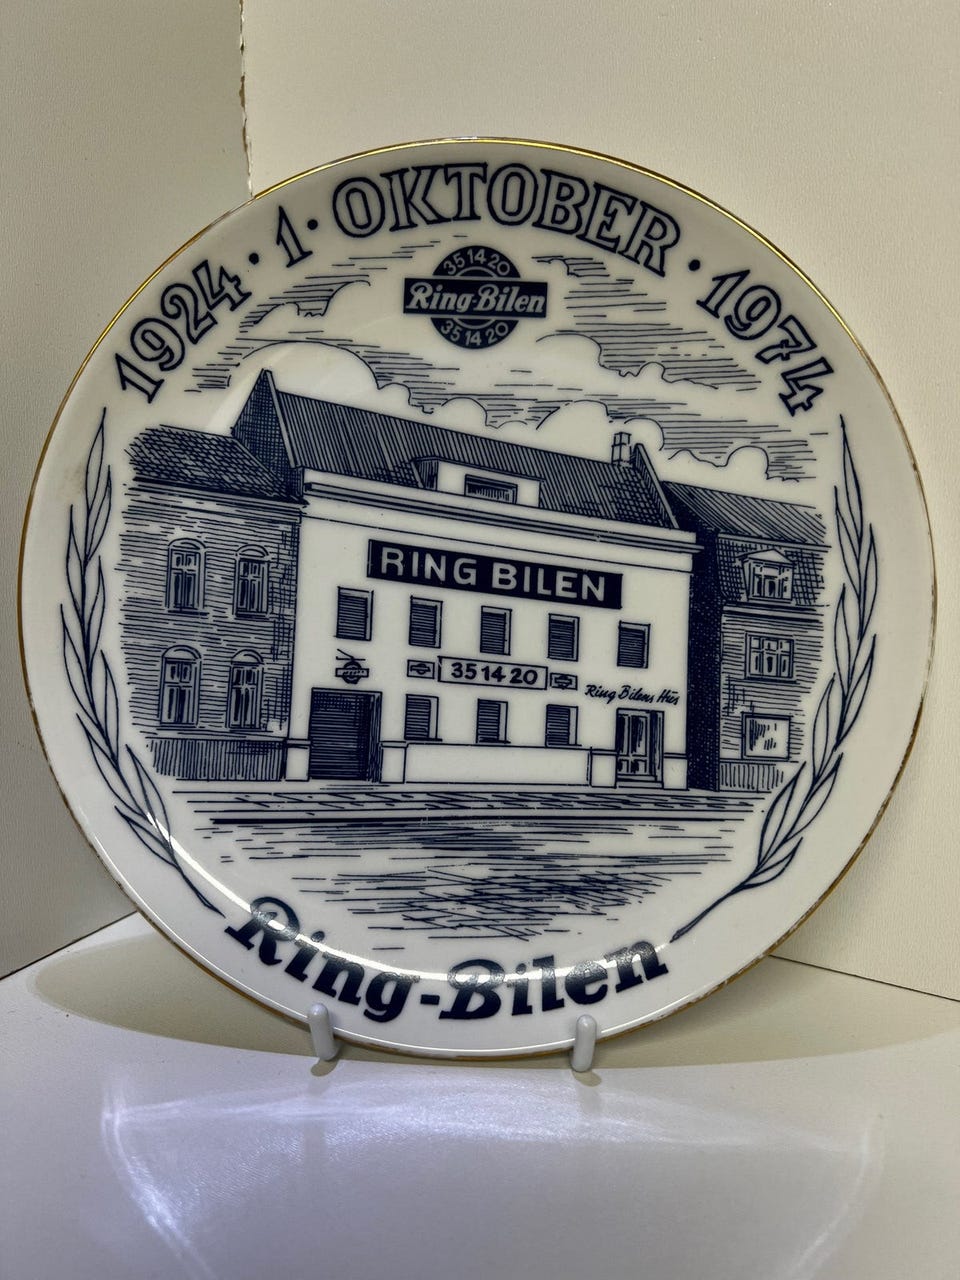 1924 · 1 · OKTOBER · 1974
35 14 20
Ring-Bilen
35 14 20
RING BILEN
35 14 20
Ring Bilens Hus
Ring-Bilen